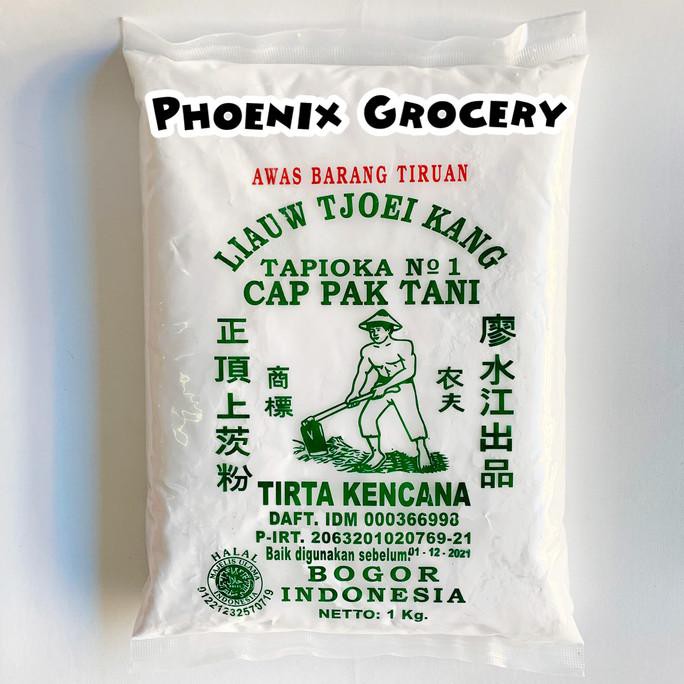 PHOENIX GROCERY
AWAS BARANG TIRUAN
LIAUW TJOEI KANG
TAPIOKA Nº 1
CAP PAK TANI
正頂上茨粉
商標
农夫
廖水江出品
TIRTA KENCANA
DAFT. IDM 000366998
P-IRT. 2063201020769-21
Baik digunakan sebelum: 01 - 12 - 2021
BOGOR
INDONESIA
NETTO: 1 Kg.
HALAL
MAJELIS ULAMA
INDONESIA
01221232570719